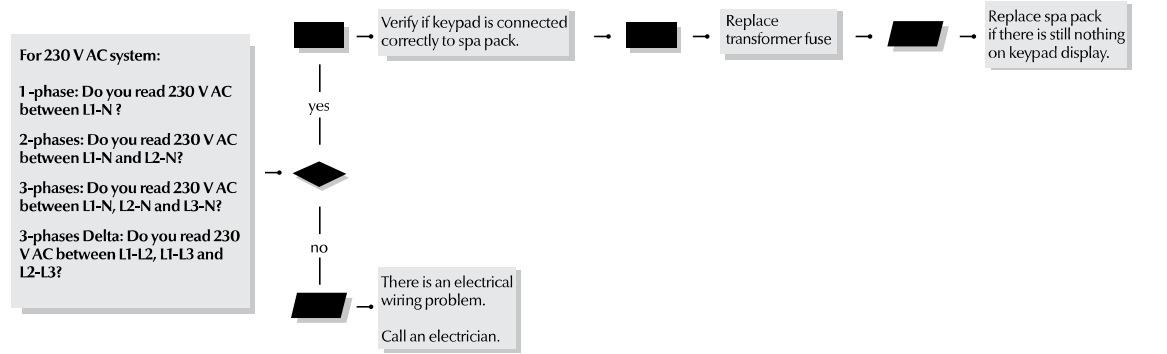 For 230 V AC system:
1-phase: Do you read 230 V AC
between L1-N ?
2-phases: Do you read 230 V AC
between L1-N and L2-N?
3-phases: Do you read 230 V AC
between L1-N, L2-N and L3-N?
3-phases Delta: Do you read 230
V AC between L1-L2, L1-L3 and
L2-L3?
yes
Verify if keypad is connected
correctly to spa pack.
Replace
transformer fuse
Replace spa pack
if there is still nothing
on keypad display.
no
There is an electrical
wiring problem.
Call an electrician.